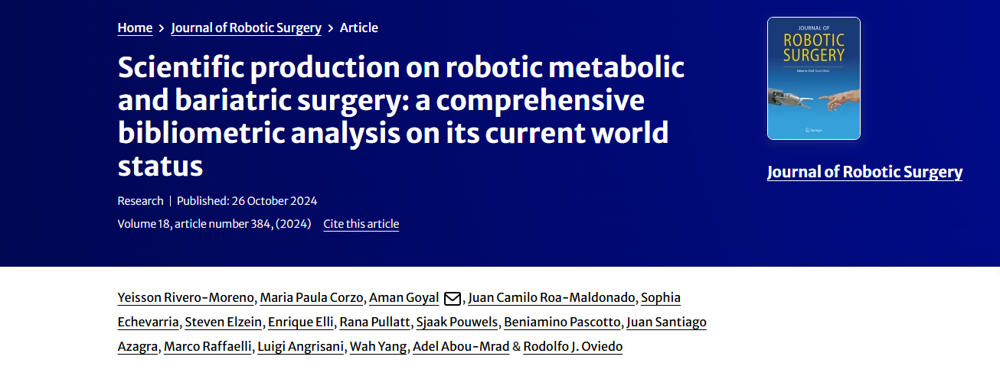 Home > Journal of Robotic Surgery > Article
Scientific production on robotic metabolic
and bariatric surgery: a comprehensive
bibliometric analysis on its current world
status
Research | Published: 26 October 2024
Volume 18, article number 384, (2024) Cite this article
JOURNAL OF
ROBOTIC
SURGERY
Springer
Journal of Robotic Surgery
Yeisson Rivero-Moreno, Maria Paula Corzo, Aman Goyal, Juan Camilo Roa-Maldonado, Sophia
Echevarria, Steven Elzein, Enrique Elli, Rana Pullatt, Sjaak Pouwels, Beniamino Pascotto, Juan Santiago
Azagra, Marco Raffaelli, Luigi Angrisani, Wah Yang, Adel Abou-Mrad & Rodolfo J. Oviedo